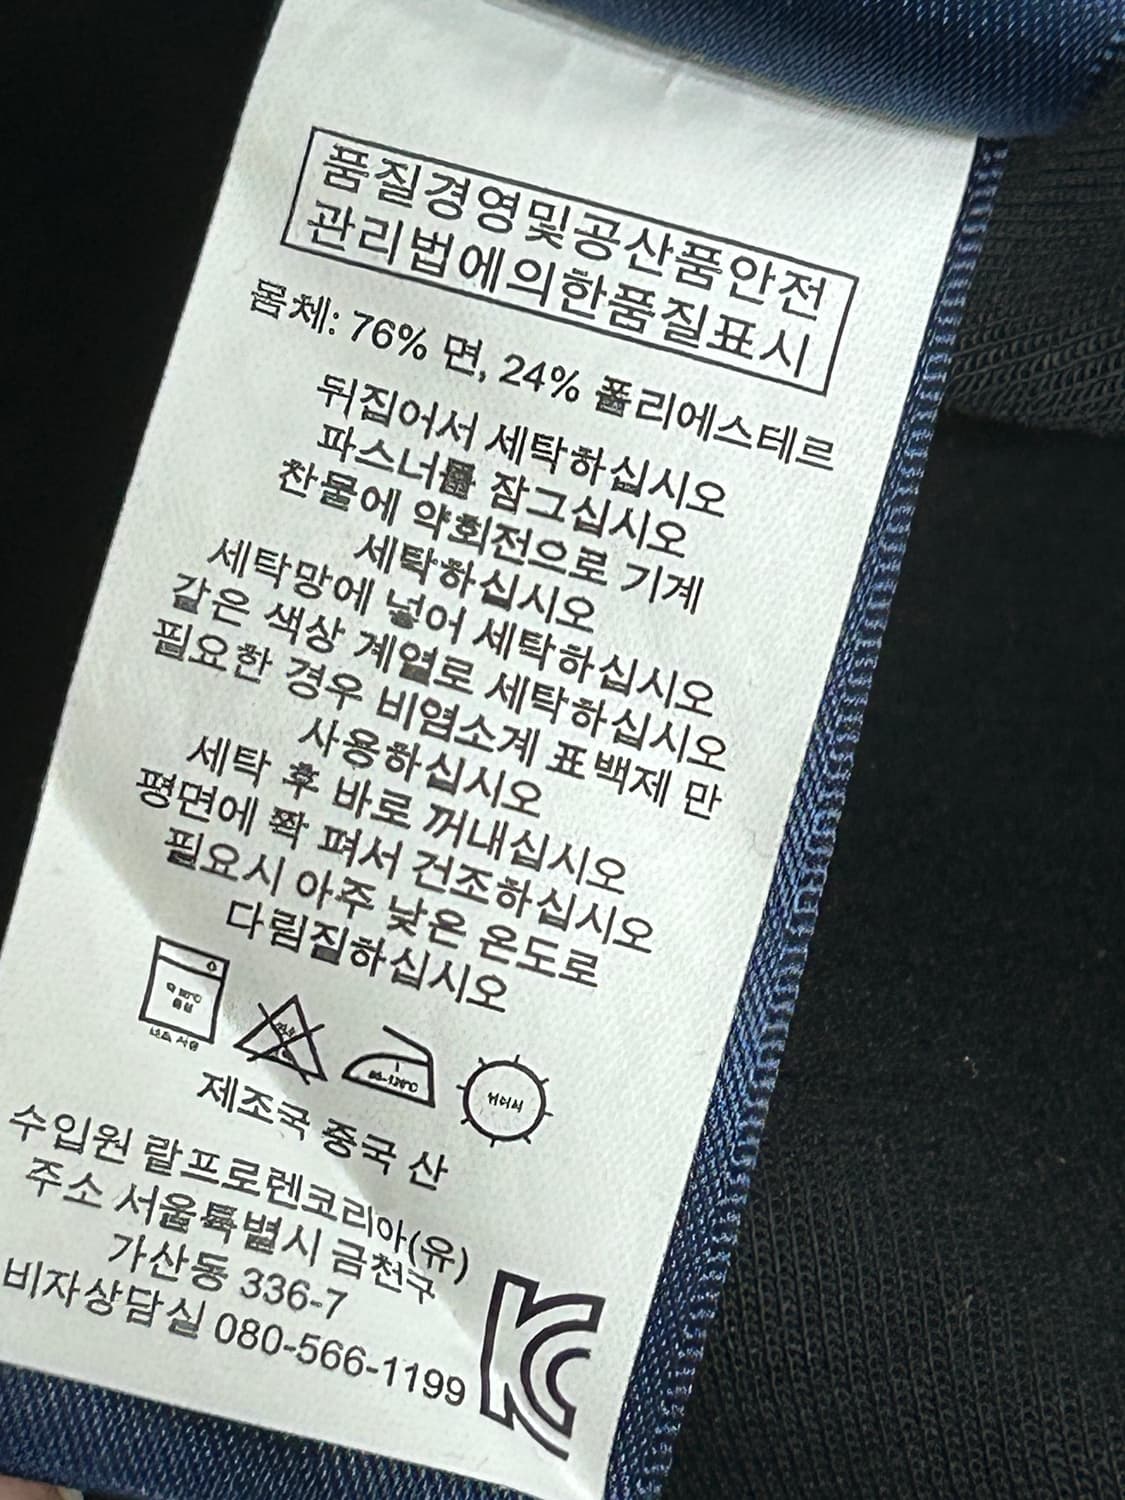 품질경영및공산품안전
관리법에의한품질표시
몸체: 76% 면, 24% 폴리에스테르
뒤집어서 세탁하십시오
파스너를 잠그십시오
찬물에 약회전으로 기계
세탁하십시오
세탁망에 넣어 세탁하십시오
같은 색상 계열로 세탁하십시오
필요한 경우 비염소계 표백제 만
사용하십시오
세탁 후 바로 꺼내십시오
평면에 쫙 펴서 건조하십시오
필요시 아주 낮은 온도로
다림질하십시오
제조국 중국 산
수입원 랄프로렌코리아(유)
주소 서울특별시 금천구
가산동 336-7
비자상담실 080-566-1199
KC